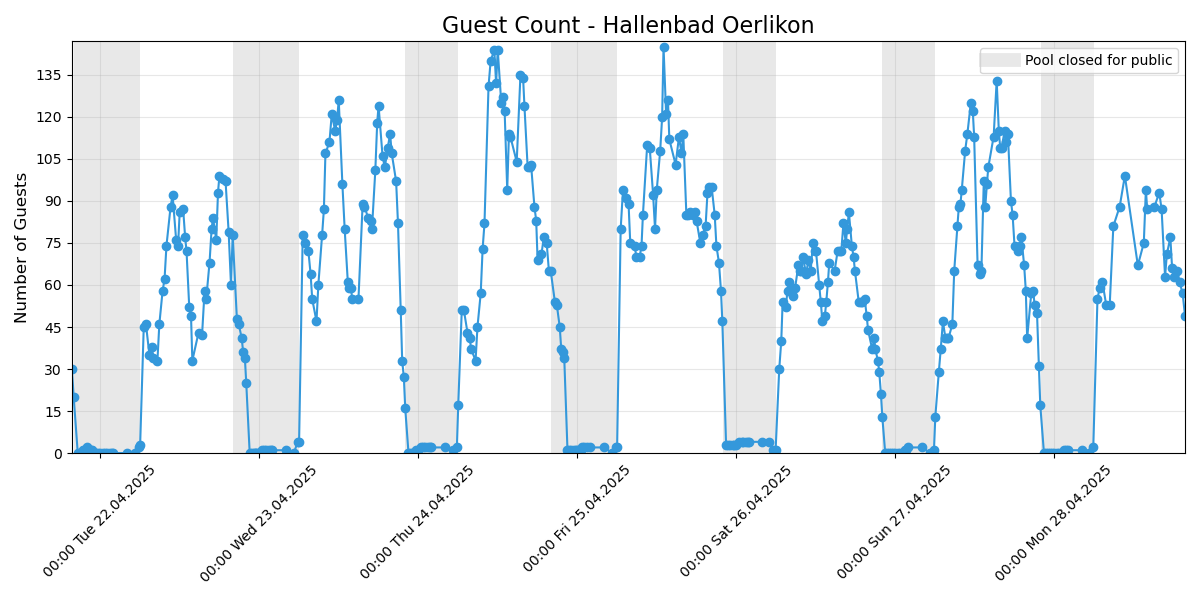 Guest Count - Hallenbad Oerlikon
Pool closed for public
Number of Guests
135
120
105
90
75
60
45
30
15
0
00:00 Tue 22.04.2025
00:00 Wed 23.04.2025
00:00 Thu 24.04.2025
00:00 Fri 25.04.2025
00:00 Sat 26.04.2025
00:00 Sun 27.04.2025
00:00 Mon 28.04.2025